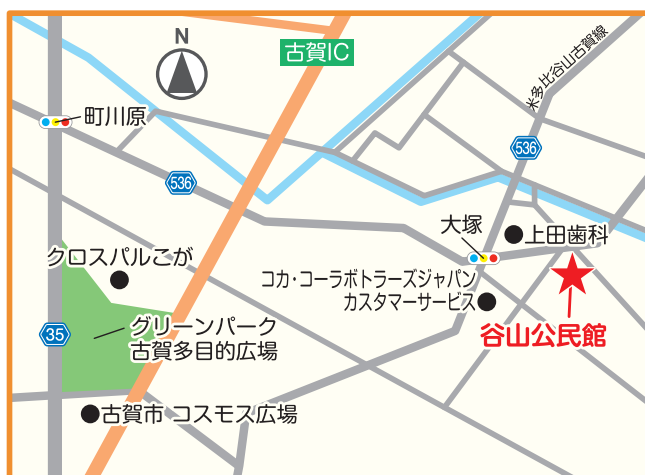 N
古賀IC
米多比谷山古賀線
町川原
536
536
大塚
上田歯科
クロスパルこが
コカ・コーラボトラーズジャパン
カスタマーサービス
谷山公民館
35
グリーンパーク
古賀多目的広場
古賀市 コスモス広場